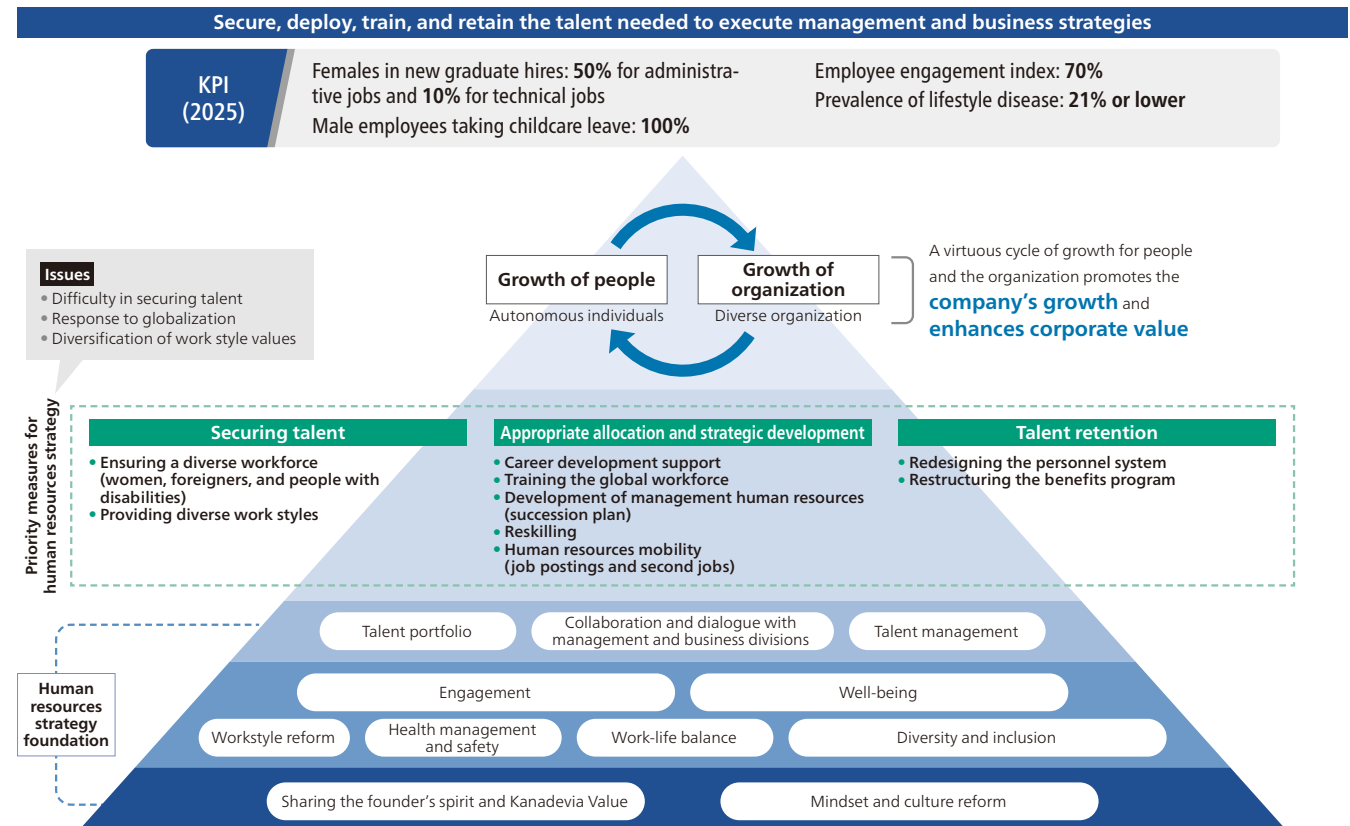 Secure, deploy, train, and retain the talent needed to execute management and business strategies
KPI
(2025)
Females in new graduate hires: 50% for administra-
tive jobs and 10% for technical jobs
Male employees taking childcare leave: 100%
Employee engagement index: 70%
Prevalence of lifestyle disease: 21% or lower
Growth of people
Autonomous individuals
Growth of
organization
Diverse organization
A virtuous cycle of growth for people
and the organization promotes the
company's growth and
enhances corporate value
Issues
• Difficulty in securing talent
• Response to globalization
• Diversification of work style values
Priority measures for
human resources strategy
Securing talent
• Ensuring a diverse workforce
(women, foreigners, and people with
disabilities)
• Providing diverse work styles
Appropriate allocation and strategic development
• Career development support
• Training the global workforce
• Development of management human resources
(succession plan)
• Reskilling
• Human resources mobility
(job postings and second jobs)
Talent retention
• Redesigning the personnel system
• Restructuring the benefits program
Human
resources
strategy
foundation
Talent portfolio
Collaboration and dialogue with
management and business divisions
Talent management
Engagement
Well-being
Workstyle reform
Health management
and safety
Work-life balance
Diversity and inclusion
Sharing the founder's spirit and Kanadevia Value
Mindset and culture reform